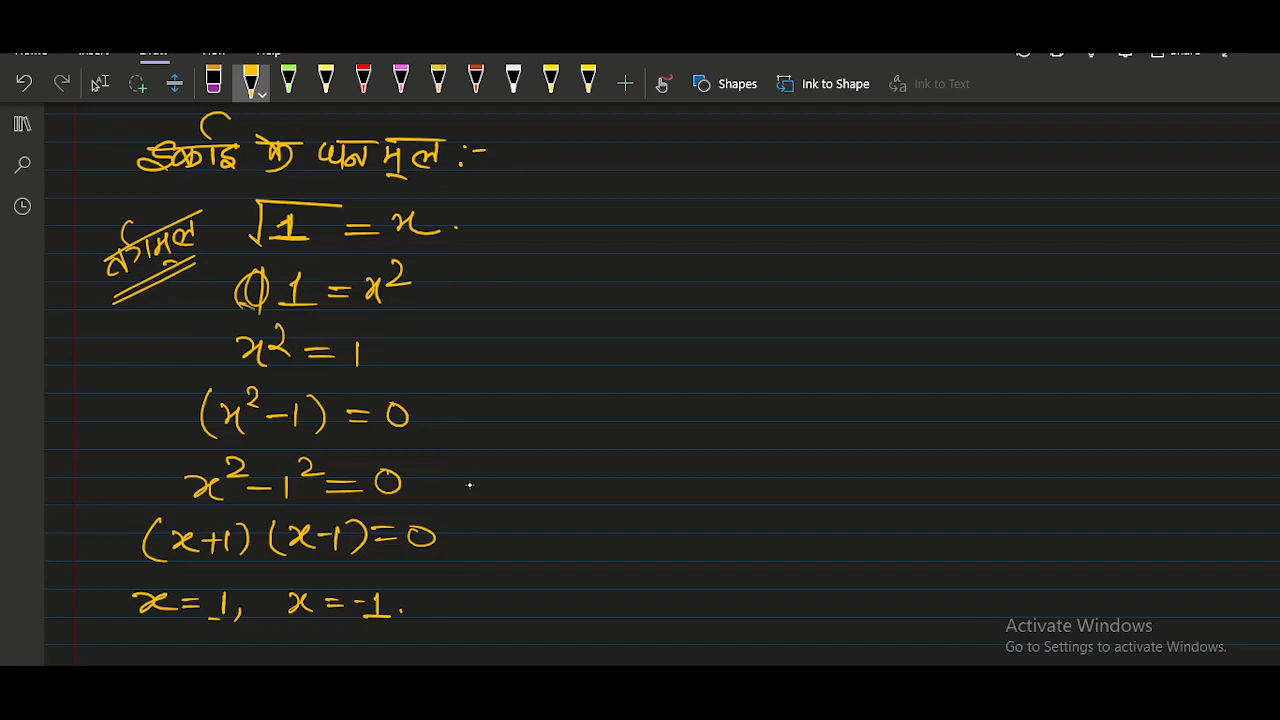 Shapes Ink to Shape Ink to Text
इकाई के घनमूल :-
वर्गमूल √1 = x.
1 = x²
x² = 1
(x² - 1) = 0
x² - 1² = 0
(x+1) (x-1) = 0
x = 1, x = -1.
Activate Windows
Go to Settings to activate Windows.